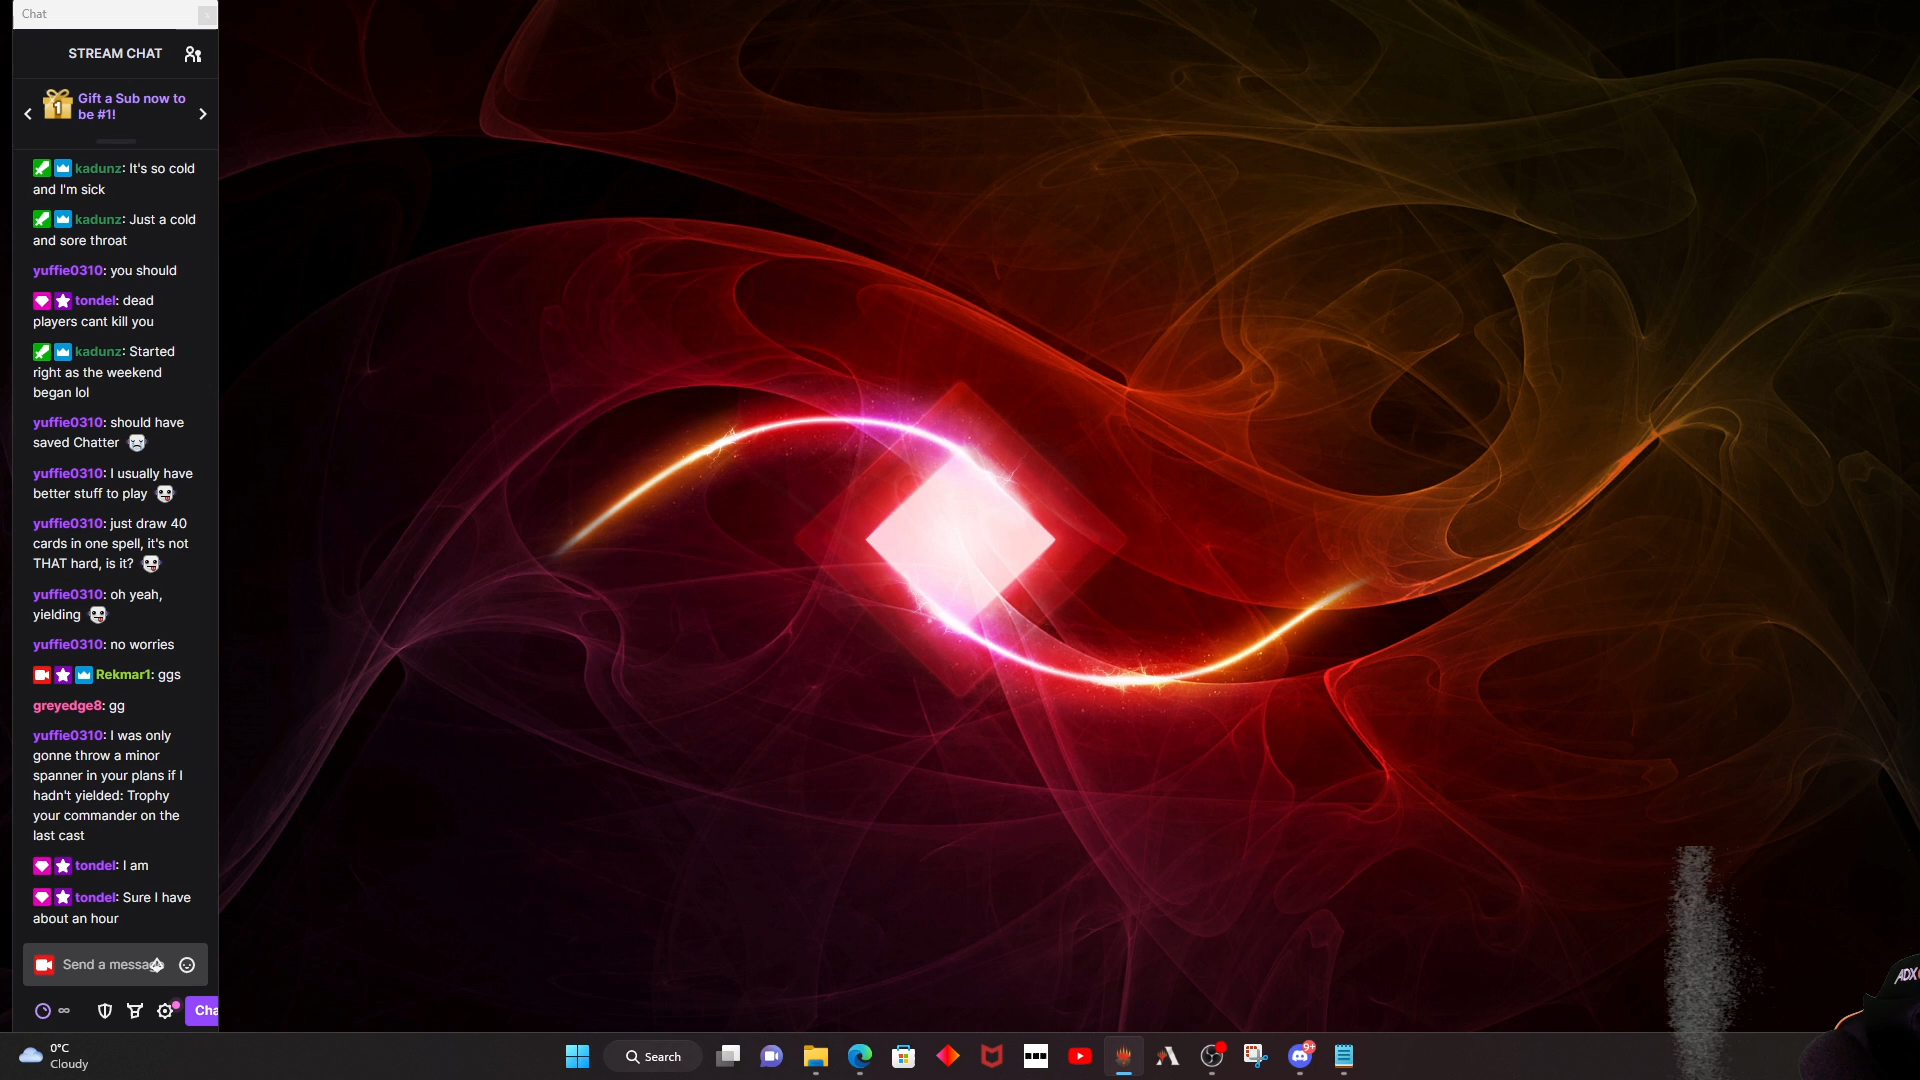 Chat
STREAM CHAT
Gift a Sub now to
be #1!
kadunz: It's so cold
and I'm sick
kadunz: Just a cold
and sore throat
yuffie0310: you should
tondel: dead
players cant kill you
kadunz: Started
right as the weekend
began lol
yuffie0310: should have
saved Chatter
yuffie0310: I usually have
better stuff to play
yuffie0310: just draw 40
cards in one spell, it's not
THAT hard, is it?
yuffie0310: oh yeah,
yielding
yuffie0310: no worries
Rekmar1: ggs
greyedge8: gg
yuffie0310: I was only
gonne throw a minor
spanner in your plans if I
hadn't yielded: Trophy
your commander on the
last cast
tondel: I am
tondel: Sure I have
about an hour
Send a messag
Cha
0°C
Cloudy
Search
9+
ADX